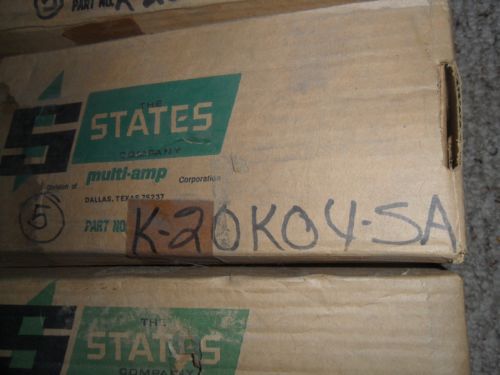 PART NO.
THE
STATES
COMPANY
Division of multi-amp Corporation
DALLAS, TEXAS 75237
5
PART NO. K-20K04-SA
THE
STATES
COMPANY